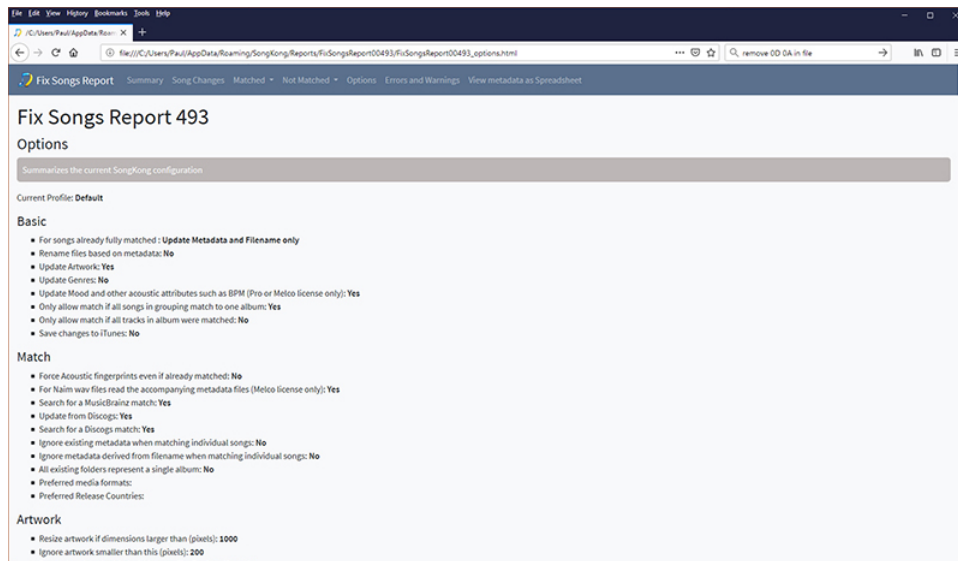 File Edit View History Bookmarks Tools Help
/C:/Users/Paul/AppData/Roam
file:///C:/Users/Paul/AppData/Roaming/SongKong/Reports/FixSongsReport00493/FixSongsReport00493_options.html
remove 0D 0A in file
Fix Songs Report Summary Song Changes Matched Not Matched Options Errors and Warnings View metadata as Spreadsheet
Fix Songs Report 493
Options
Summarizes the current SongKong configuration
Current Profile: Default
Basic
For songs already fully matched : Update Metadata and Filename only
Rename files based on metadata: No
Update Artwork: Yes
Update Genres: No
Update Mood and other acoustic attributes such as BPM (Pro or Melco license only): Yes
Only allow match if all songs in grouping match to one album: Yes
Only allow match if all tracks in album were matched: No
Save changes to iTunes: No
Match
Force Acoustic fingerprints even if already matched: No
For Naim wav files read the accompanying metadata files (Melco license only): Yes
Search for a MusicBrainz match: Yes
Update from Discogs: Yes
Search for a Discogs match: Yes
Ignore existing metadata when matching individual songs: No
Ignore metadata derived from filename when matching individual songs: No
All existing folders represent a single album: No
Preferred media formats:
Preferred Release Countries:
Artwork
Resize artwork if dimensions larger than (pixels): 1000
Ignore artwork smaller than this (pixels): 200